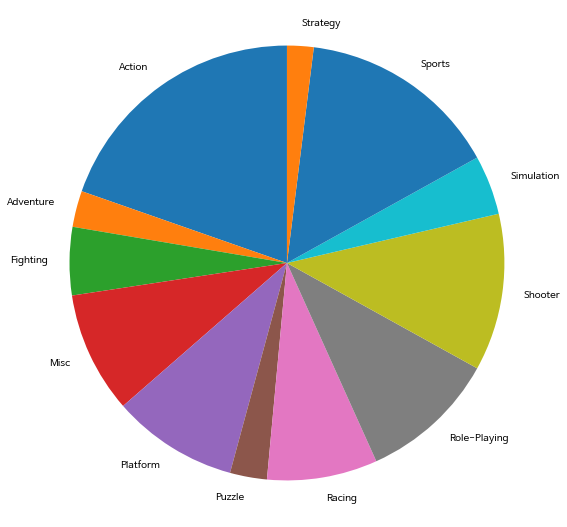 Strategy
Action
Sports
Simulation
Adventure
Fighting
Shooter
Misc
Role-Playing
Platform
Puzzle
Racing